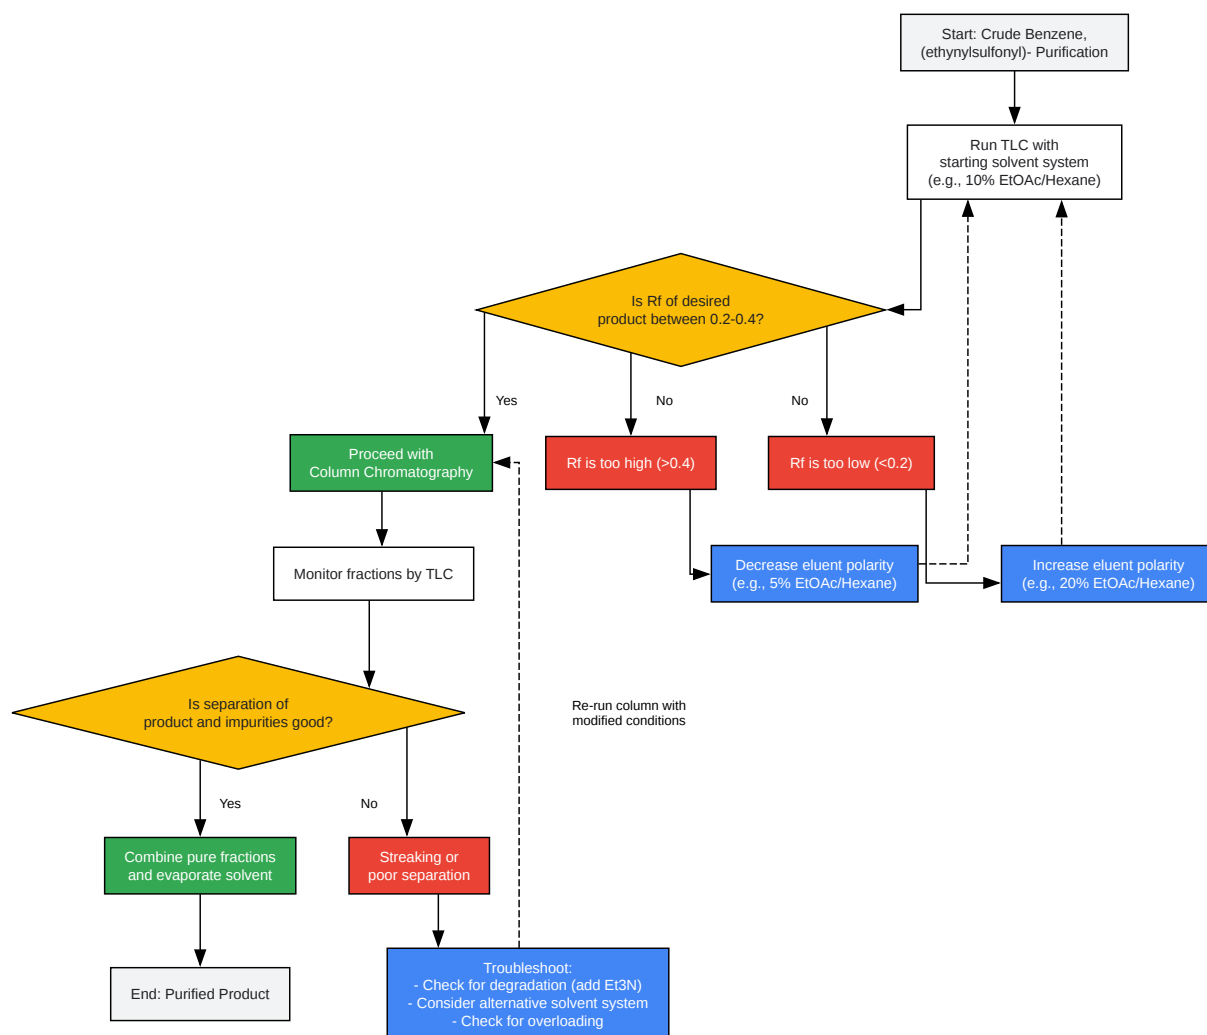 Start: Crude Benzene,
(ethynylsulfonyl)- Purification
Run TLC with
starting solvent system
(e.g., 10% EtOAc/Hexane)
Is Rf of desired
product between 0.2-0.4?
Yes
No
No
Proceed with
Column Chromatography
Rf is too high (>0.4)
Rf is too low (<0.2)
Decrease eluent polarity
(e.g., 5% EtOAc/Hexane)
Increase eluent polarity
(e.g., 20% EtOAc/Hexane)
Monitor fractions by TLC
Is separation of
product and impurities good?
Re-run column with
modified conditions
Yes
No
Combine pure fractions
and evaporate solvent
Streaking or
poor separation
End: Purified Product
Troubleshoot:
- Check for degradation (add Et3N)
- Consider alternative solvent system
- Check for overloading